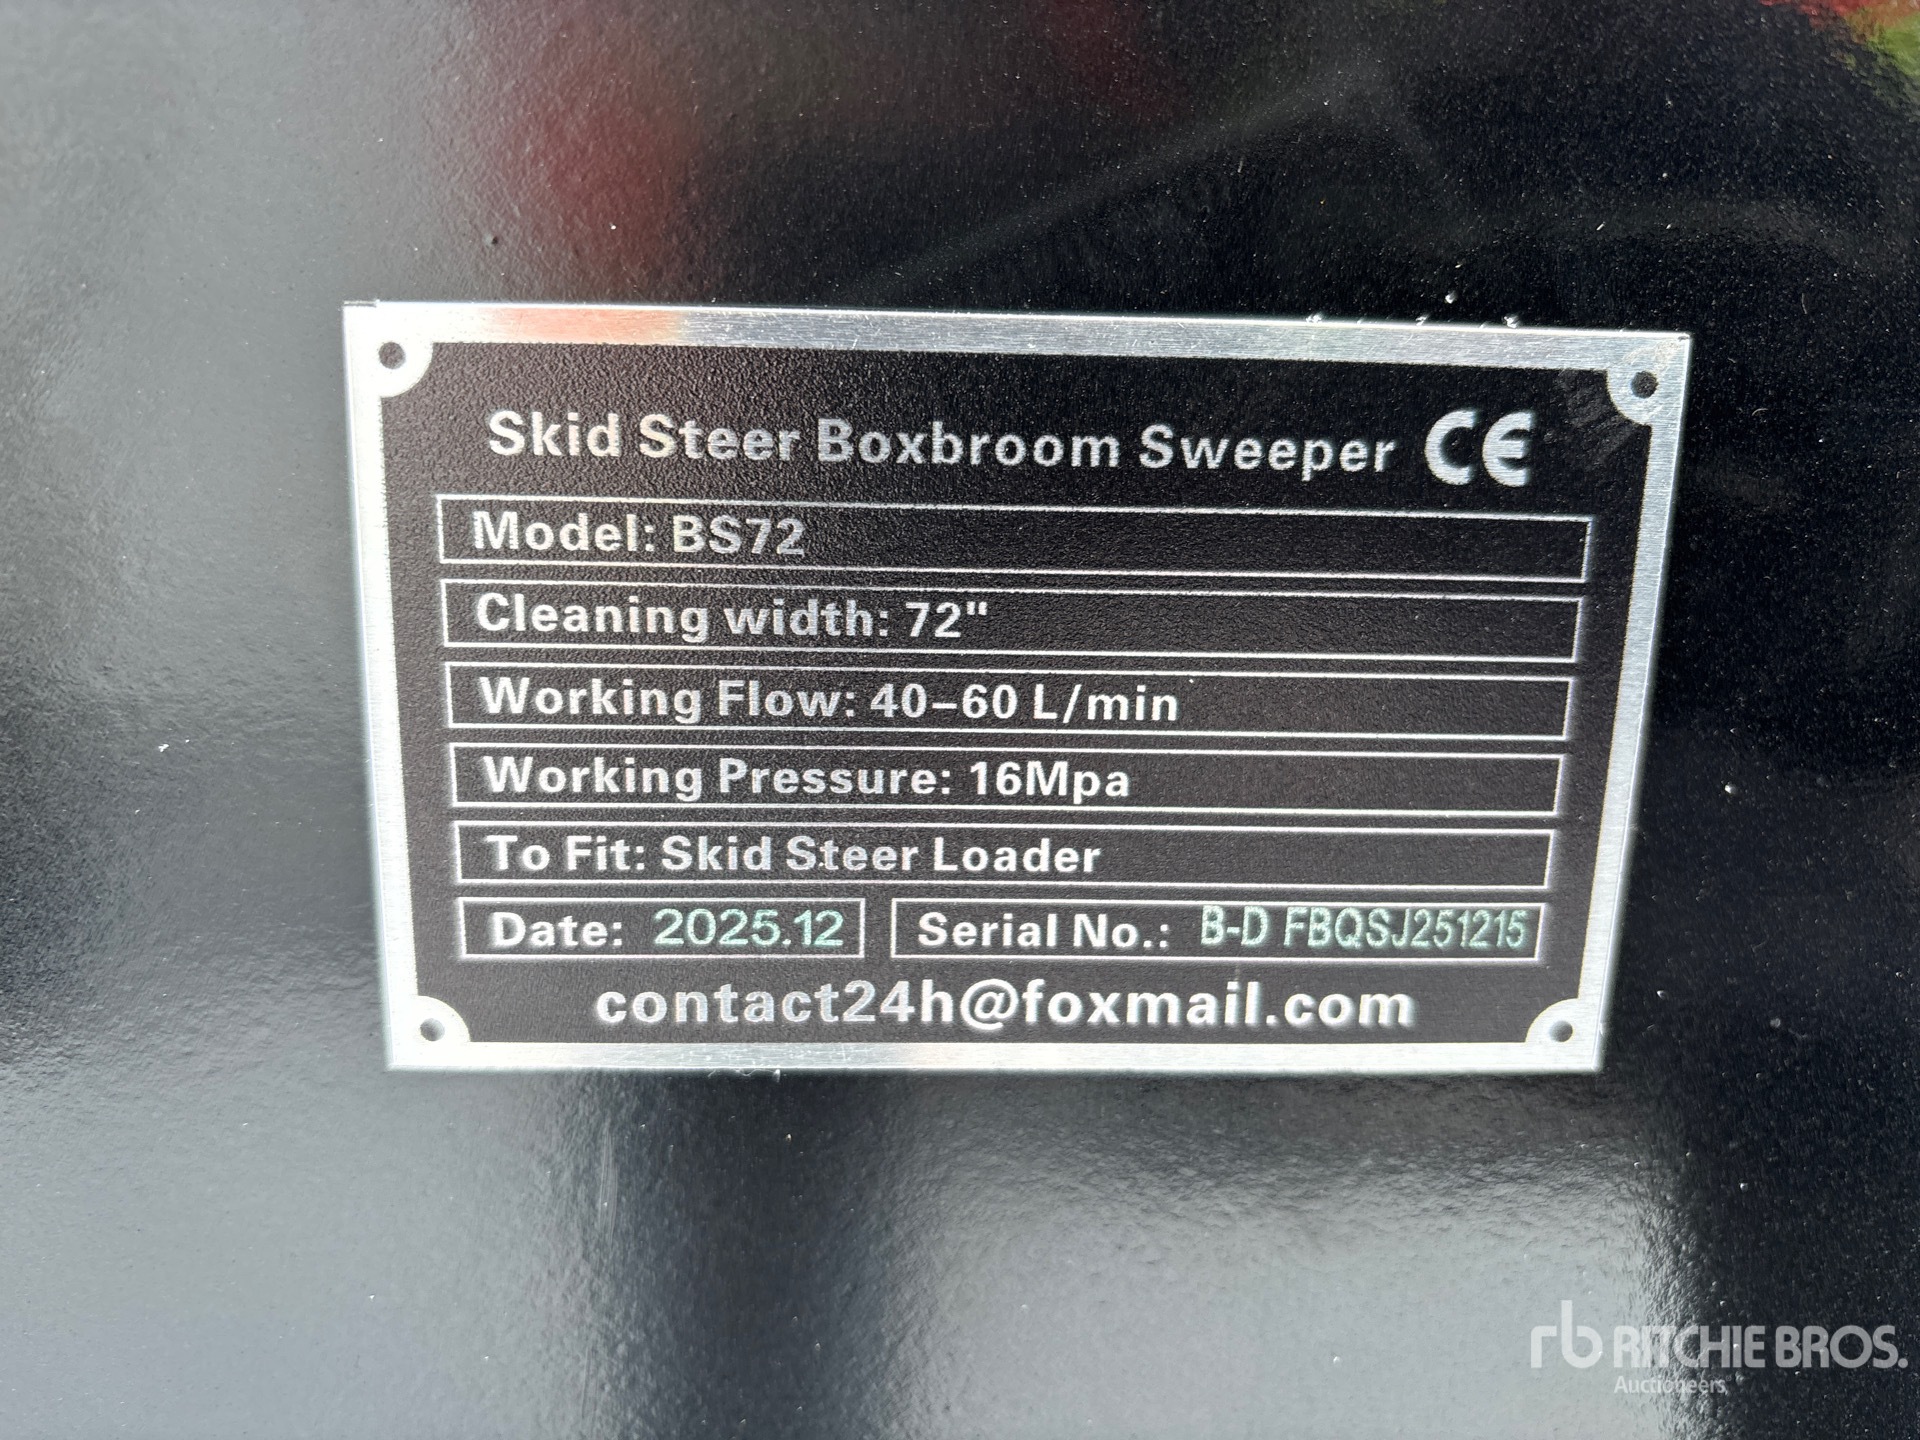 Skid Steer Boxbroom Sweeper CE
Model: BS72
Cleaning width: 72"
Working Flow: 40–60 L/min
Working Pressure: 16Mpa
To Fit: Skid Steer Loader
Date: 2025.12 Serial No.: B-D FBQSJ251215
contact24h@foxmail.com
rb RITCHIE BROS.
Auctioneers